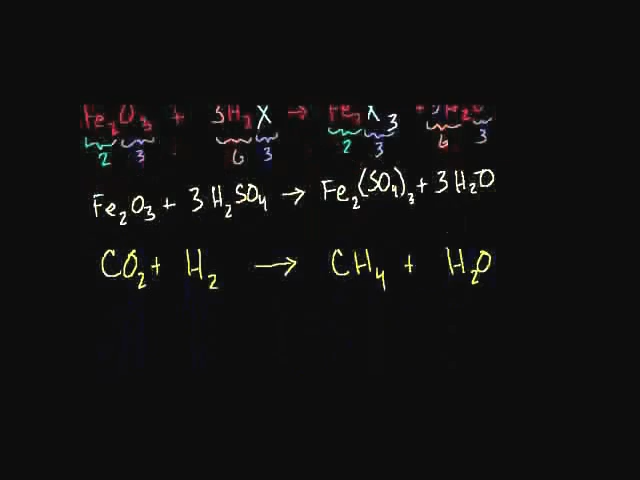 Fe₂O₃ + 3H₂X → Fe₂X₃ + 3H₂O
2 3 6 3 2 3 6 3
Fe₂O₃ + 3H₂SO₄ → Fe₂(SO₄)₃ + 3H₂O
CO₂ + H₂ → CH₄ + H₂O